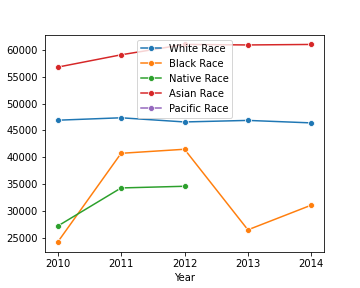 White Race
Black Race
Native Race
Asian Race
Pacific Race
60000
55000
50000
45000
40000
35000
30000
25000
2010 2011 2012 2013 2014
Year